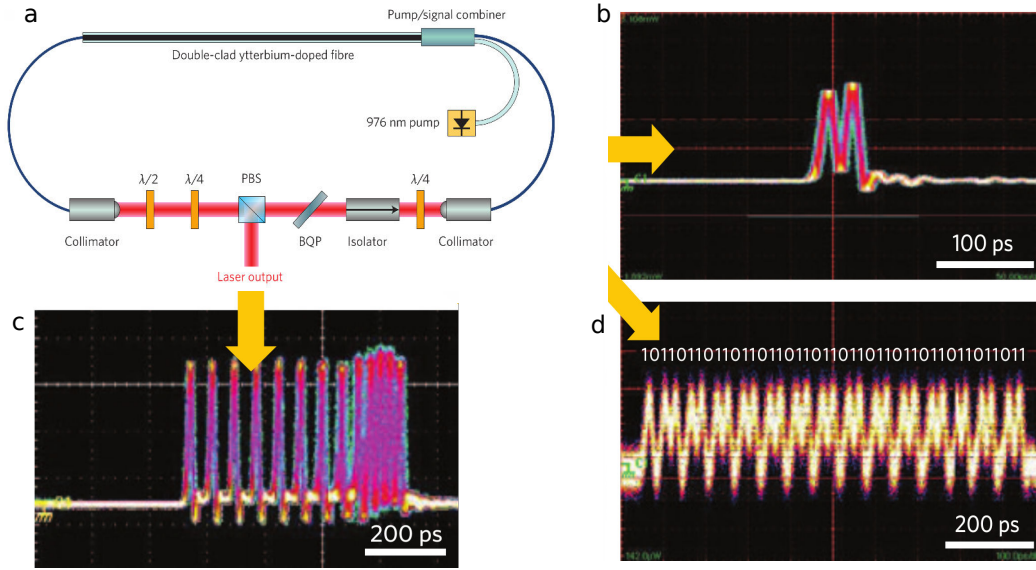 a
Pump/signal combiner
Double-clad ytterbium-doped fibre
976 nm pump
λ/2
λ/4
PBS
λ/4
Collimator
BQP
Isolator
Collimator
Laser output
b
100 ps
c
200 ps
d
1011011011011011011011011011011011011
200 ps